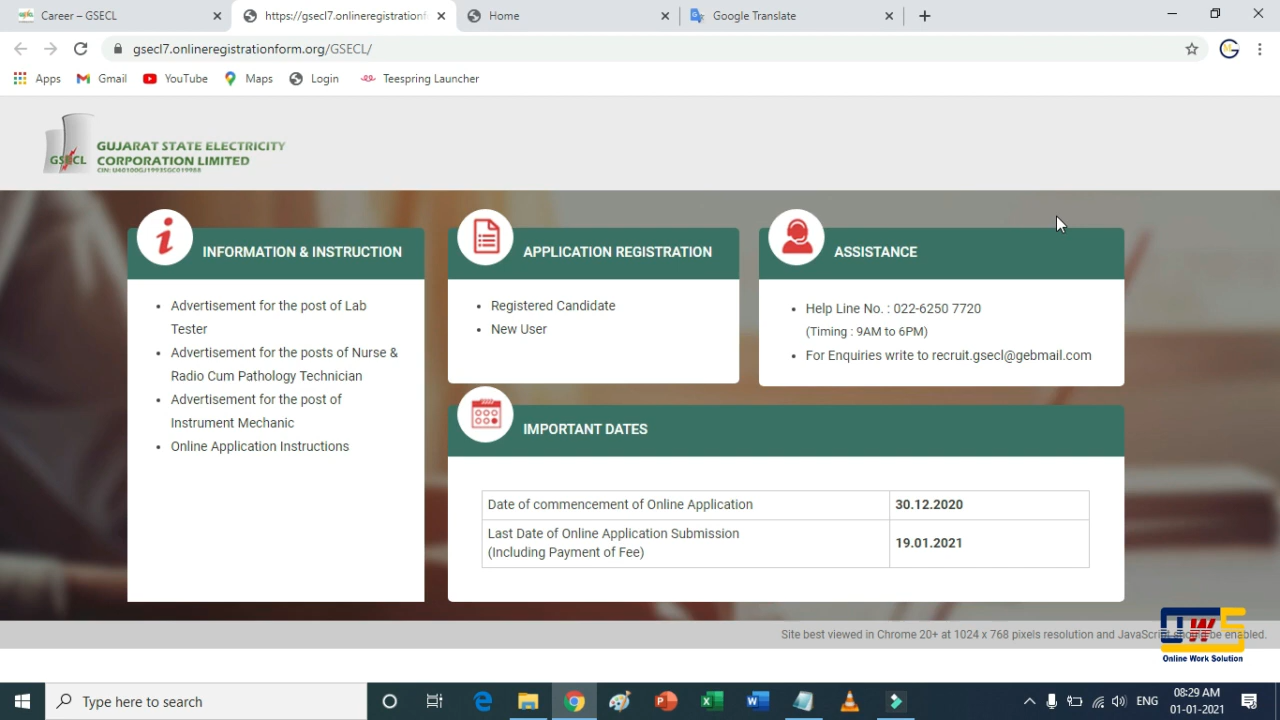 Career – GSECL
https://gsecl7.onlineregistrationf
Home
Google Translate
gsecl7.onlineregistrationform.org/GSECL/
Apps
Gmail
YouTube
Maps
Login
Teespring Launcher
GSECL
GUJARAT STATE ELECTRICITY
CORPORATION LIMITED
CIN: U40100GJ1993SGC019988
INFORMATION & INSTRUCTION
Advertisement for the post of Lab
Tester
Advertisement for the posts of Nurse &
Radio Cum Pathology Technician
Advertisement for the post of
Instrument Mechanic
Online Application Instructions
APPLICATION REGISTRATION
Registered Candidate
New User
ASSISTANCE
Help Line No. : 022-6250 7720
(Timing : 9AM to 6PM)
For Enquiries write to recruit.gsecl@gebmail.com
IMPORTANT DATES
Date of commencement of Online Application 30.12.2020
Last Date of Online Application Submission
(Including Payment of Fee) 19.01.2021
Site best viewed in Chrome 20+ at 1024 x 768 pixels resolution and JavaScript should be enabled.
OWS
Online Work Solution
Type here to search
ENG
08:29 AM
01-01-2021